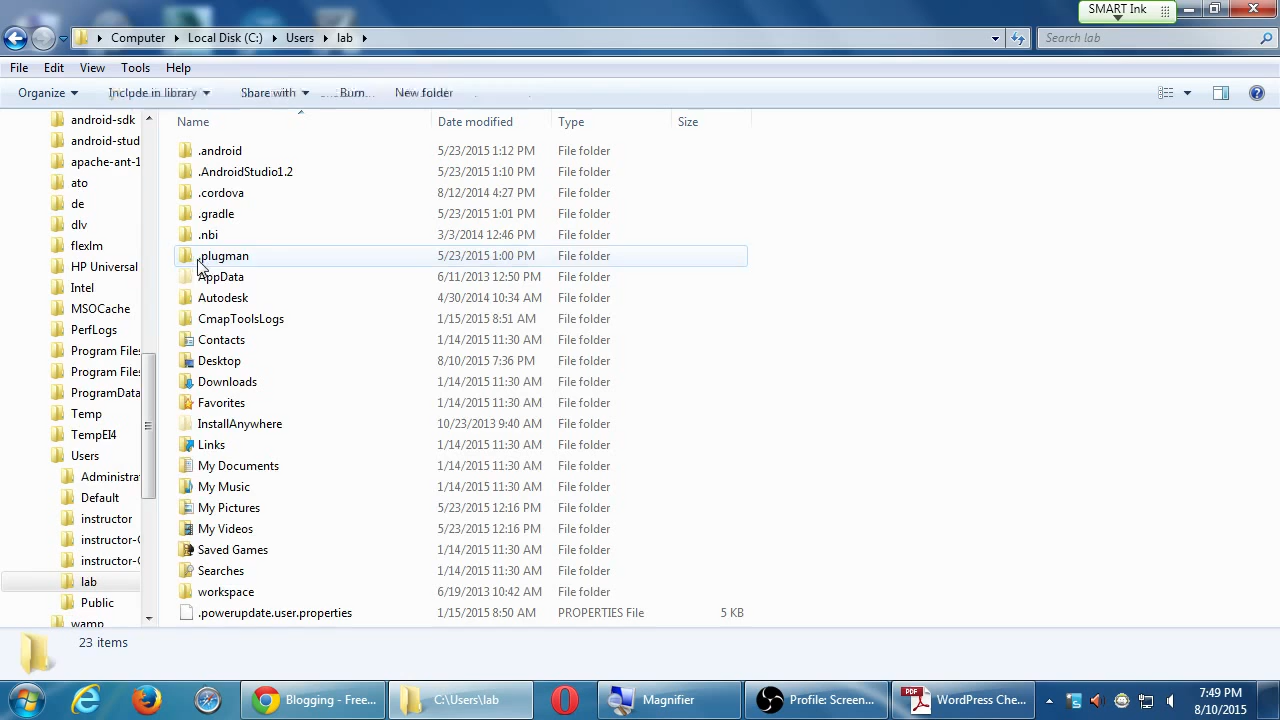 SMART Ink
Computer Local Disk (C:) Users lab
Search lab
File Edit View Tools Help
Organize Include in library Share with Burn New folder
Name Date modified Type Size
android-sdk
android-stud
apache-ant-1
ato
de
dlv
flexlm
HP Universal
Intel
MSOCache
PerfLogs
Program Files
Program Files
ProgramData
Temp
TempEI4
Users
Administra
Default
instructor
instructor-C
instructor-C
lab
Public
wamp
.android 5/23/2015 1:12 PM File folder
.AndroidStudio1.2 5/23/2015 1:10 PM File folder
.cordova 8/12/2014 4:27 PM File folder
.gradle 5/23/2015 1:01 PM File folder
.nbi 3/3/2014 12:46 PM File folder
.plugman 5/23/2015 1:00 PM File folder
AppData 6/11/2013 12:50 PM File folder
Autodesk 4/30/2014 10:34 AM File folder
CmapToolsLogs 1/15/2015 8:51 AM File folder
Contacts 1/14/2015 11:30 AM File folder
Desktop 8/10/2015 7:36 PM File folder
Downloads 1/14/2015 11:30 AM File folder
Favorites 1/14/2015 11:30 AM File folder
InstallAnywhere 10/23/2013 9:40 AM File folder
Links 1/14/2015 11:30 AM File folder
My Documents 1/14/2015 11:30 AM File folder
My Music 1/14/2015 11:30 AM File folder
My Pictures 5/23/2015 12:16 PM File folder
My Videos 5/23/2015 12:16 PM File folder
Saved Games 1/14/2015 11:30 AM File folder
Searches 1/14/2015 11:30 AM File folder
workspace 6/19/2013 10:42 AM File folder
.powerupdate.user.properties 1/15/2015 8:50 AM PROPERTIES File 5 KB
23 items
Blogging - Free... C:\Users\lab Magnifier Profile: Screen... WordPress Che...
7:49 PM
8/10/2015